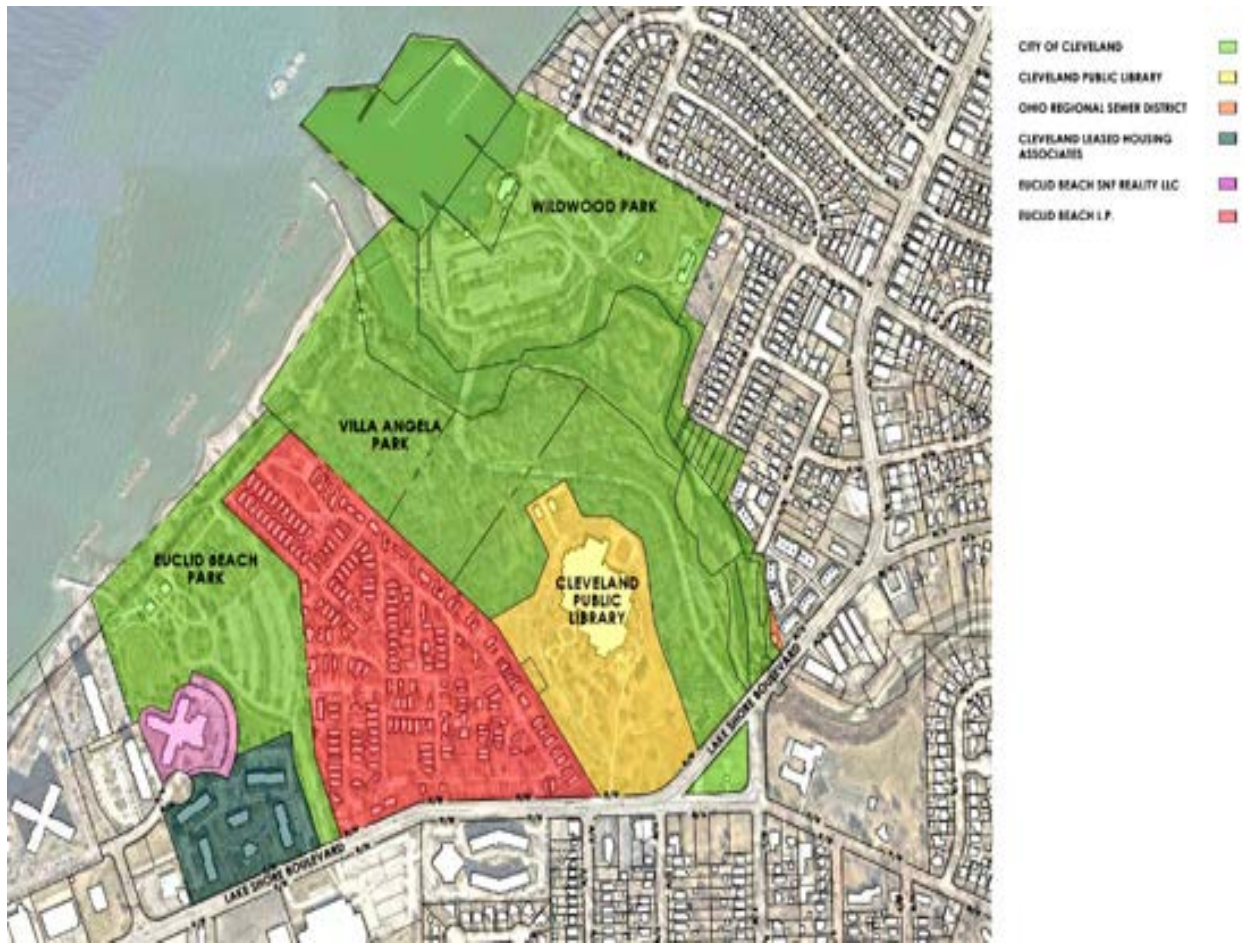 CITY OF CLEVELAND
CLEVELAND PUBLIC LIBRARY
OHIO REGIONAL SEWER DISTRICT
CLEVELAND LEASED HOUSING
ASSOCIATES
EUCLID BEACH SNF REALITY LLC
EUCLID BEACH L.P.
WILDWOOD PARK
VILLA ANGELA
PARK
EUCLID BEACH
PARK
CLEVELAND
PUBLIC
LIBRARY
LAKE SHORE BOULEVARD
LAKE SHORE BOULEVARD